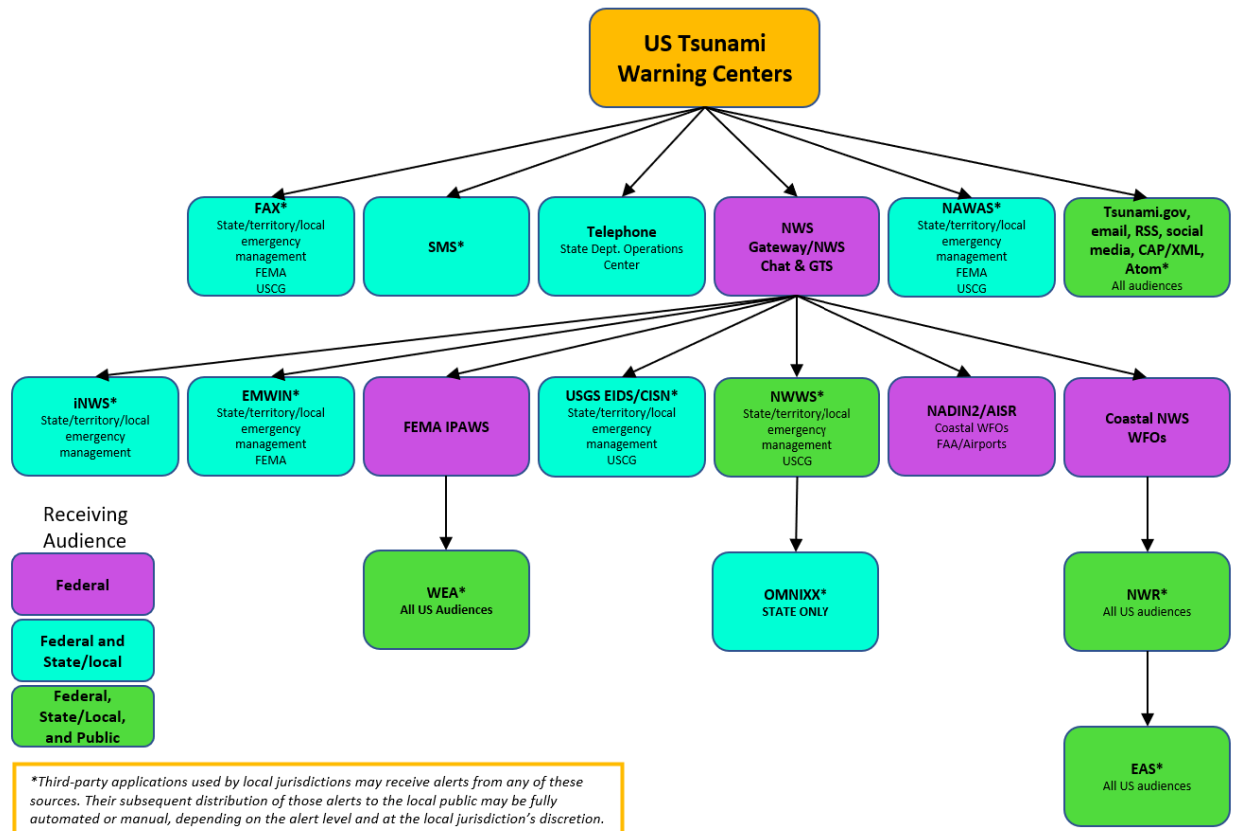 US Tsunami
Warning Centers
FAX*
State/territory/local
emergency
management
FEMA
USCG
SMS*
Telephone
State Dept. Operations
Center
NWS
Gateway/NWS
Chat & GTS
NAWAS*
State/territory/local
emergency
management
FEMA
USCG
Tsunami.gov,
email, RSS, social
media, CAP/XML,
Atom*
All audiences
iNWS*
State/territory/local
emergency
management
EMWIN*
State/territory/local
emergency
management
FEMA
FEMA IPAWS
USGS EIDS/CISN*
State/territory/local
emergency
management
USCG
NWWS*
State/territory/local
emergency
management
USCG
NADIN2/AISR
Coastal WFOs
FAA/Airports
Coastal NWS
WFOs
WEA*
All US Audiences
OMNIXX*
STATE ONLY
NWR*
All US audiences
EAS*
All US audiences
Receiving
Audience
Federal
Federal and
State/local
Federal,
State/Local,
and Public
*Third-party applications used by local jurisdictions may receive alerts from any of these
sources. Their subsequent distribution of those alerts to the local public may be fully
automated or manual, depending on the alert level and at the local jurisdiction's discretion.